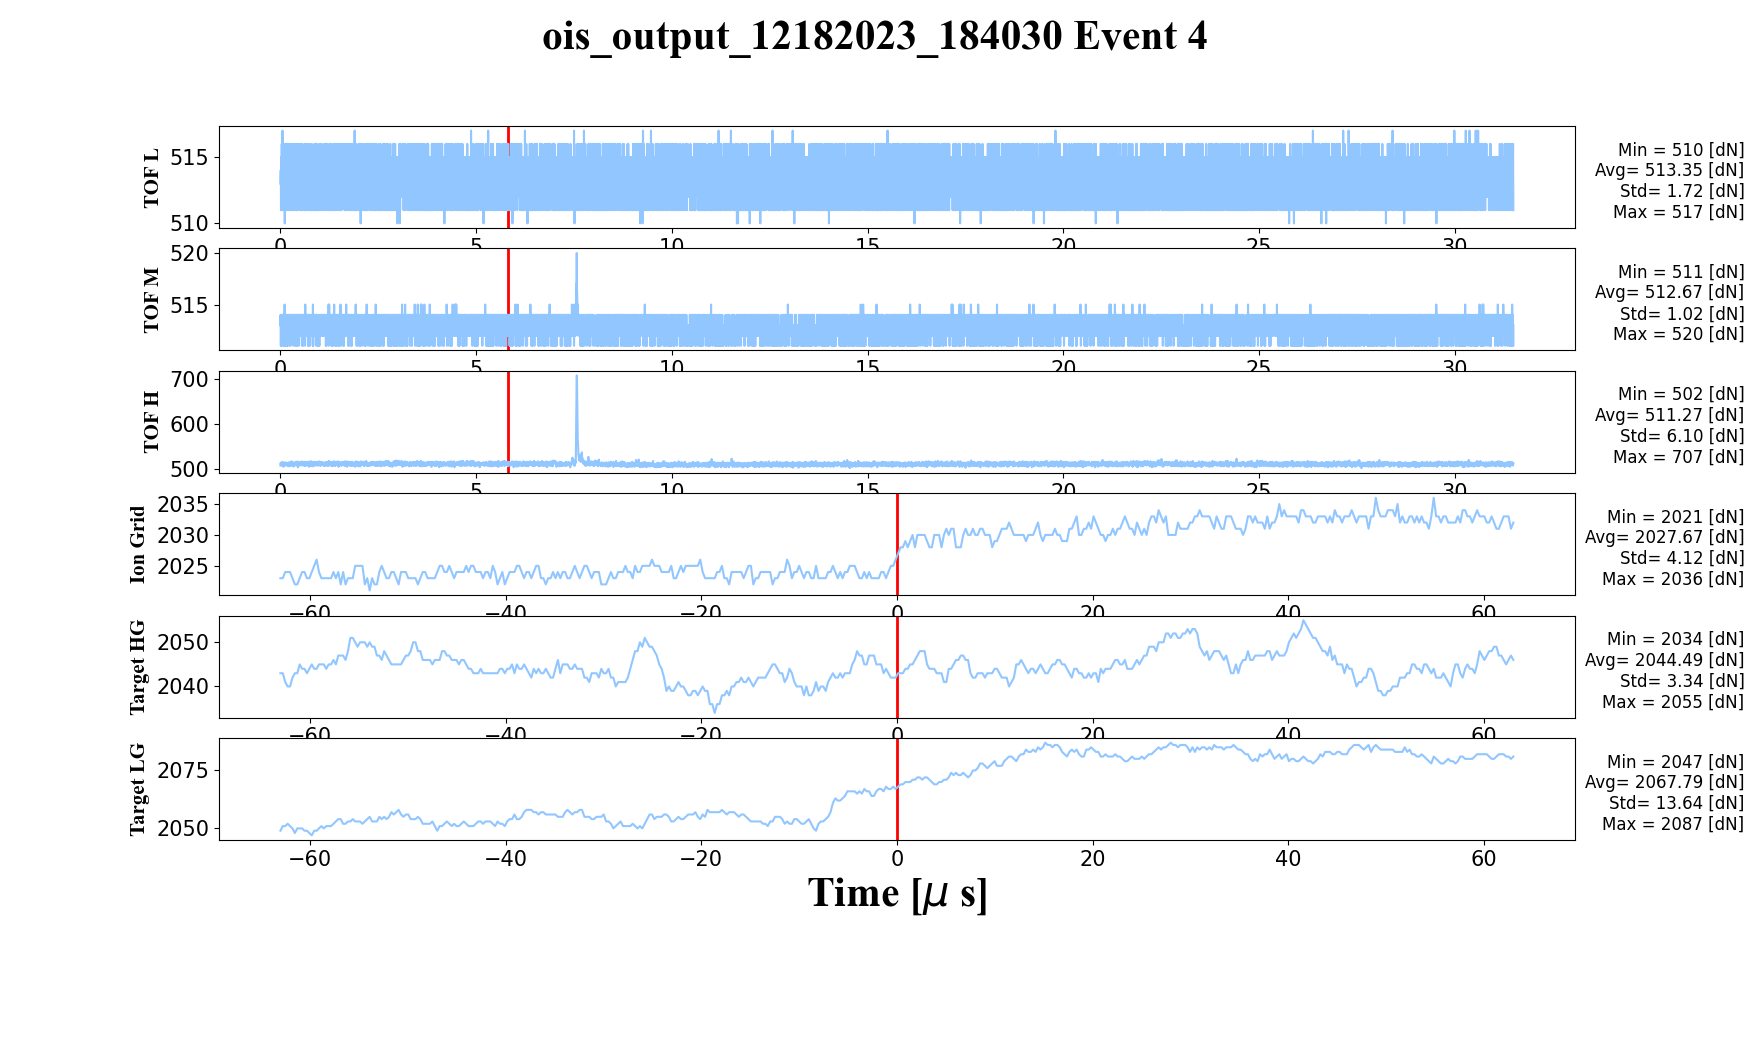 ois_output_12182023_184030 Event 4
TOF L
515
510
0 5 10 15 20 25 30
Min = 510 [dN]
Avg= 513.35 [dN]
Std= 1.72 [dN]
Max = 517 [dN]
TOF M
520
515
0 5 10 15 20 25 30
Min = 511 [dN]
Avg= 512.67 [dN]
Std= 1.02 [dN]
Max = 520 [dN]
TOF H
700
600
500
0 5 10 15 20 25 30
Min = 502 [dN]
Avg= 511.27 [dN]
Std= 6.10 [dN]
Max = 707 [dN]
Ion Grid
2035
2030
2025
−60 −40 −20 0 20 40 60
Min = 2021 [dN]
Avg= 2027.67 [dN]
Std= 4.12 [dN]
Max = 2036 [dN]
Target HG
2050
2040
−60 −40 −20 0 20 40 60
Min = 2034 [dN]
Avg= 2044.49 [dN]
Std= 3.34 [dN]
Max = 2055 [dN]
Target LG
2075
2050
−60 −40 −20 0 20 40 60
Min = 2047 [dN]
Avg= 2067.79 [dN]
Std= 13.64 [dN]
Max = 2087 [dN]
Time [μ s]